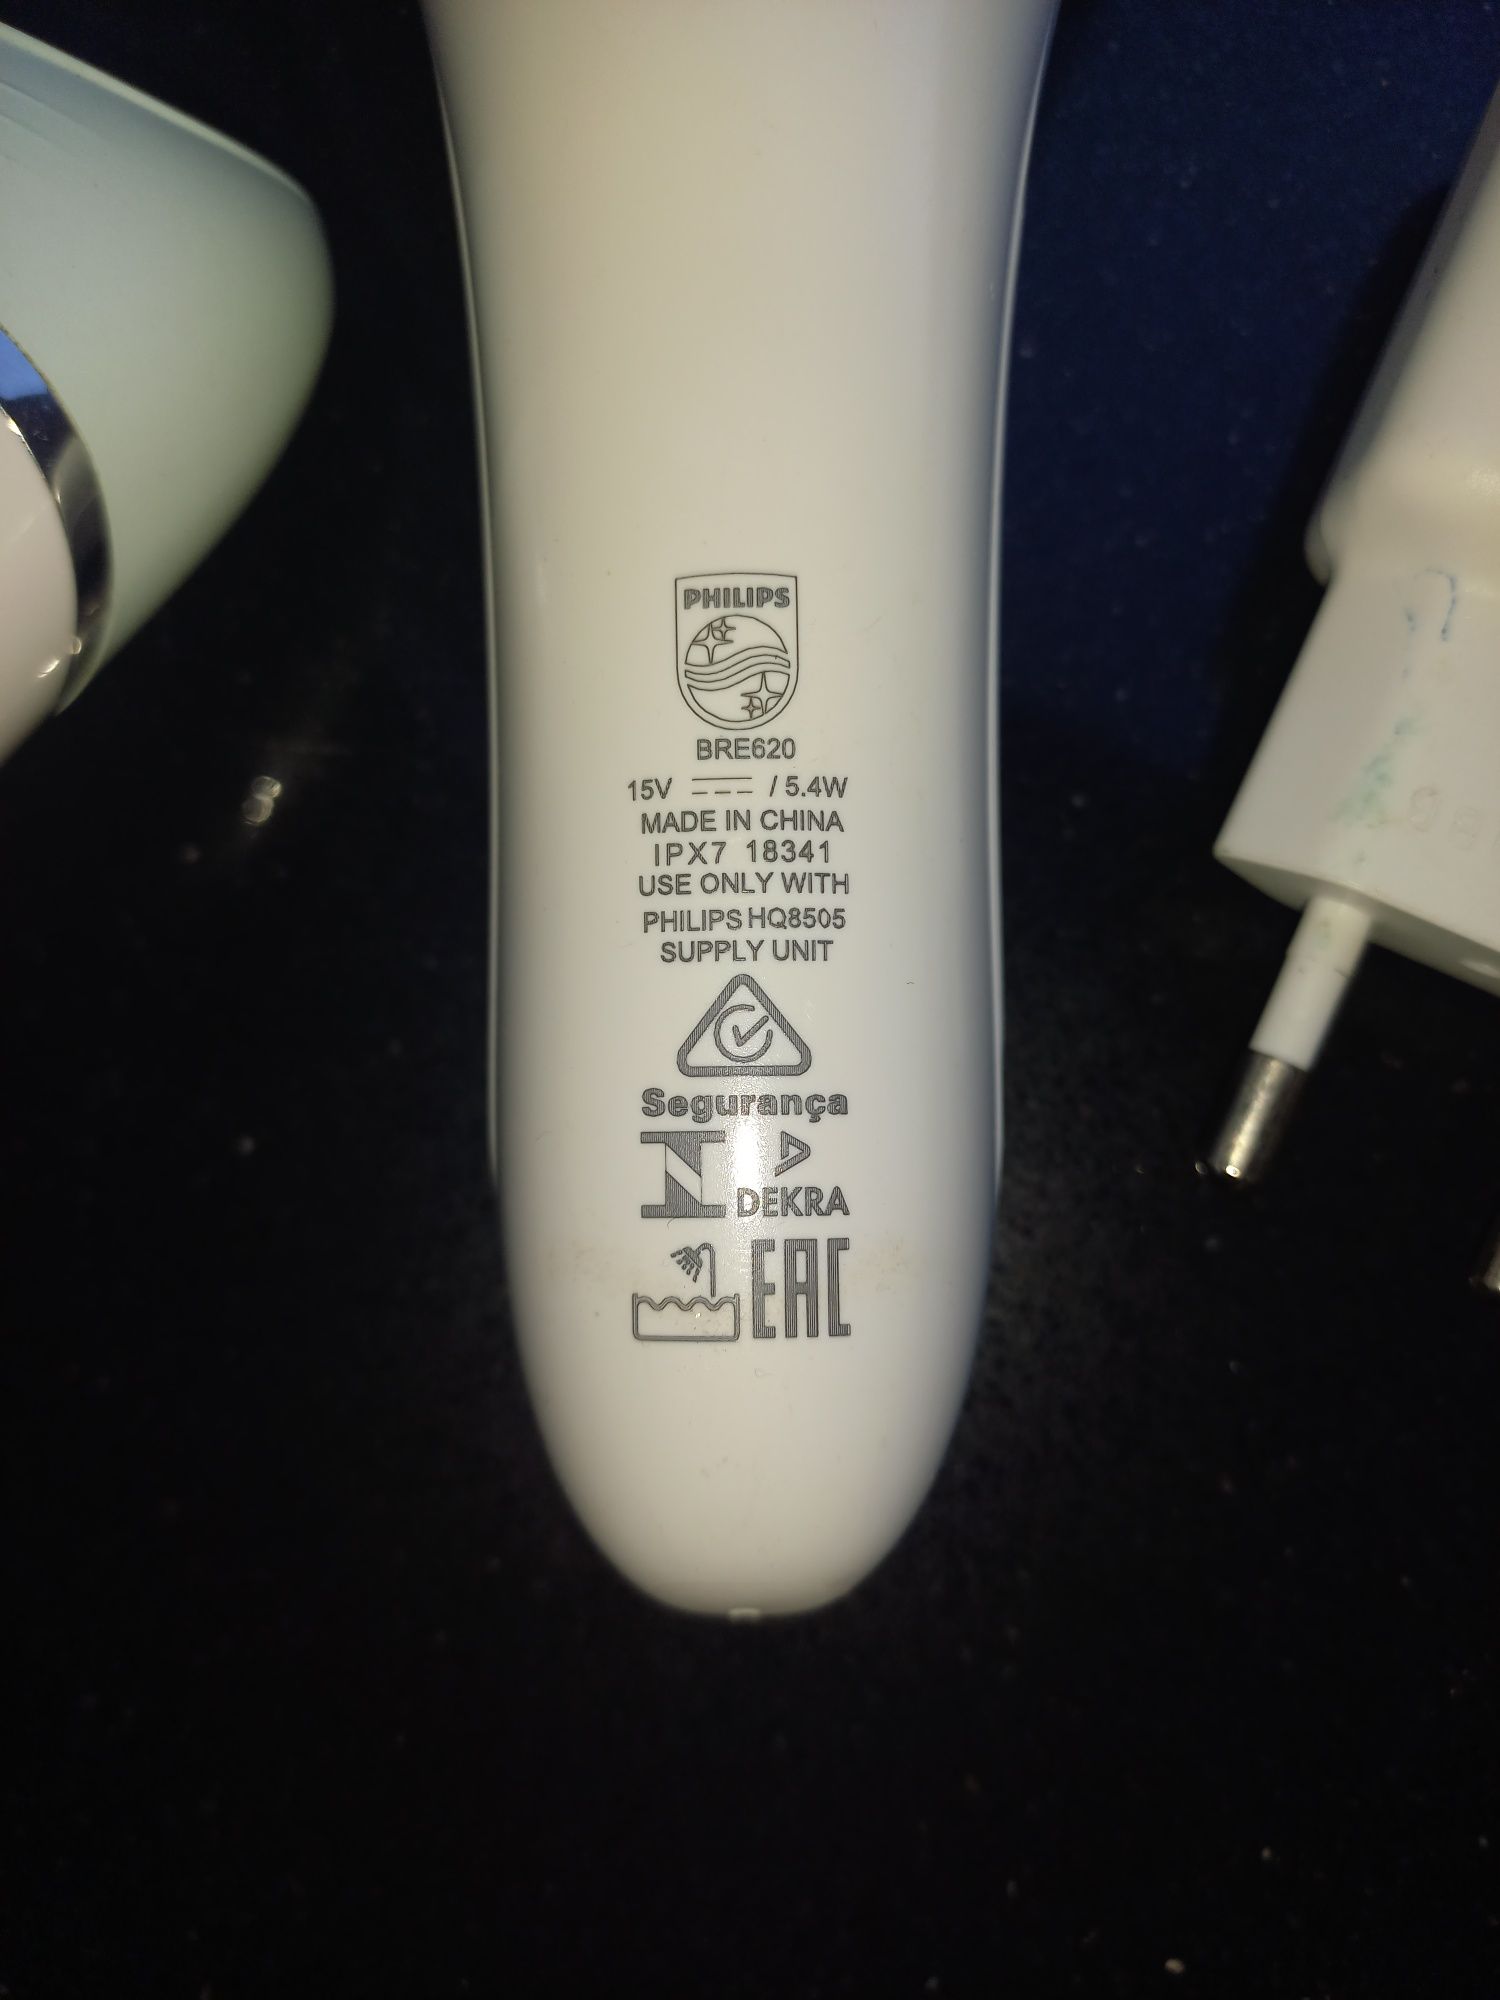 PHILIPS
BRE620
15V / 5.4W
MADE IN CHINA
IPX7 18341
USE ONLY WITH
PHILIPS HQ8505
SUPPLY UNIT
Segurança
DEKRA
EAC